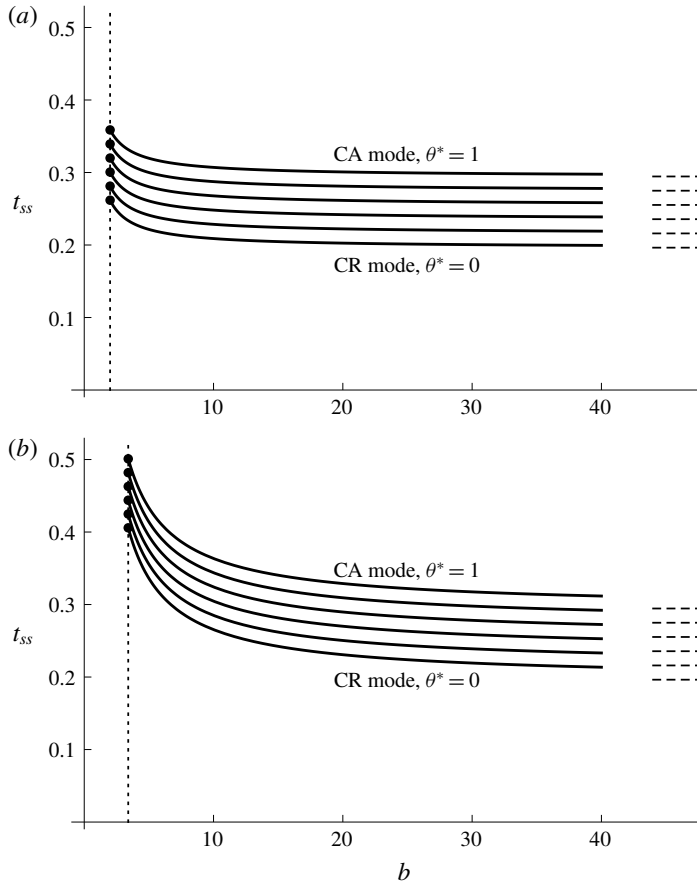 (a)
0.5
0.4
CA mode, θ* = 1
0.3
t_ss
0.2
CR mode, θ* = 0
0.1
10 20 30 40
(b)
0.5
0.4
CA mode, θ* = 1
0.3
t_ss
0.2
CR mode, θ* = 0
0.1
10 20 30 40
b